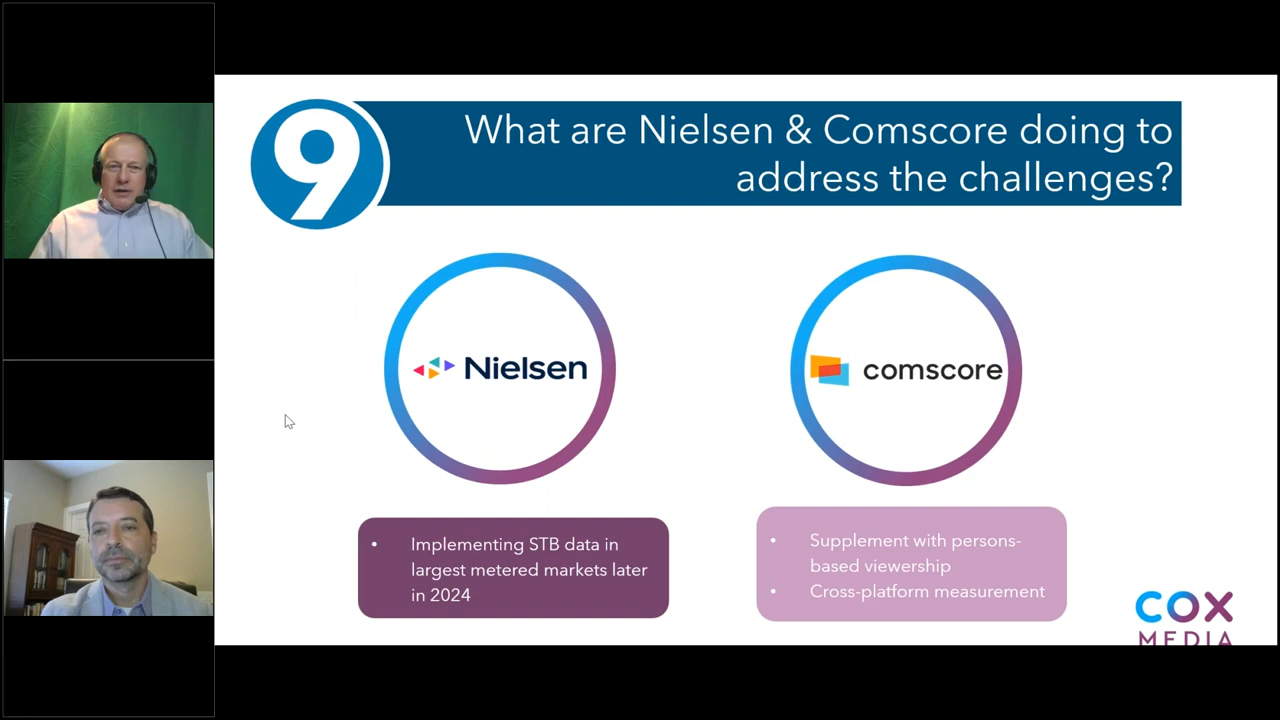 9
What are Nielsen & Comscore doing to
address the challenges?
Nielsen
comscore
• Implementing STB data in
largest metered markets later
in 2024
• Supplement with persons-
based viewership
• Cross-platform measurement
COX
MEDIA